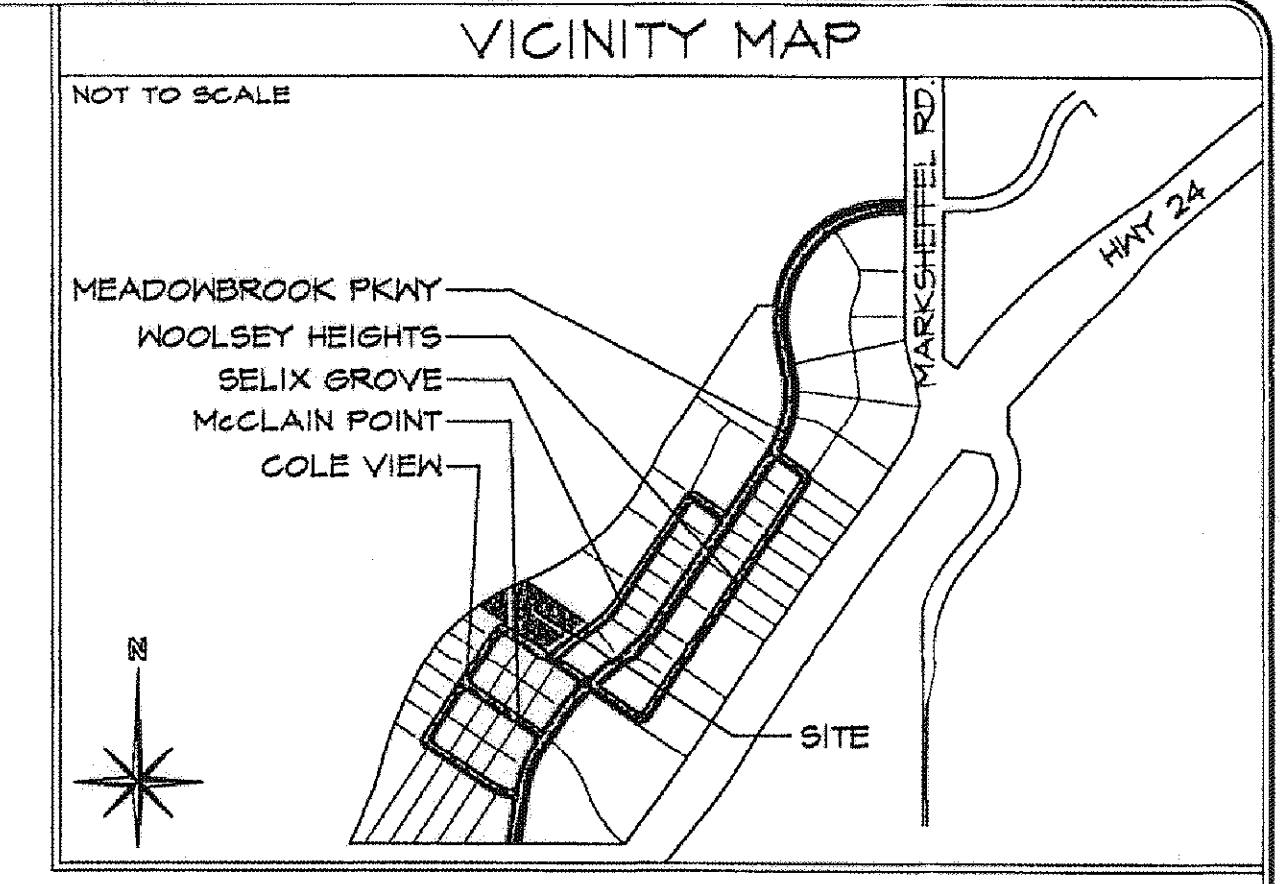 VICINITY MAP
NOT TO SCALE
MARKSHEFFEL RD.
HWY 24
MEADOWBROOK PKWY
WOOLSEY HEIGHTS
SELIX GROVE
McCLAIN POINT
COLE VIEW
N
SITE